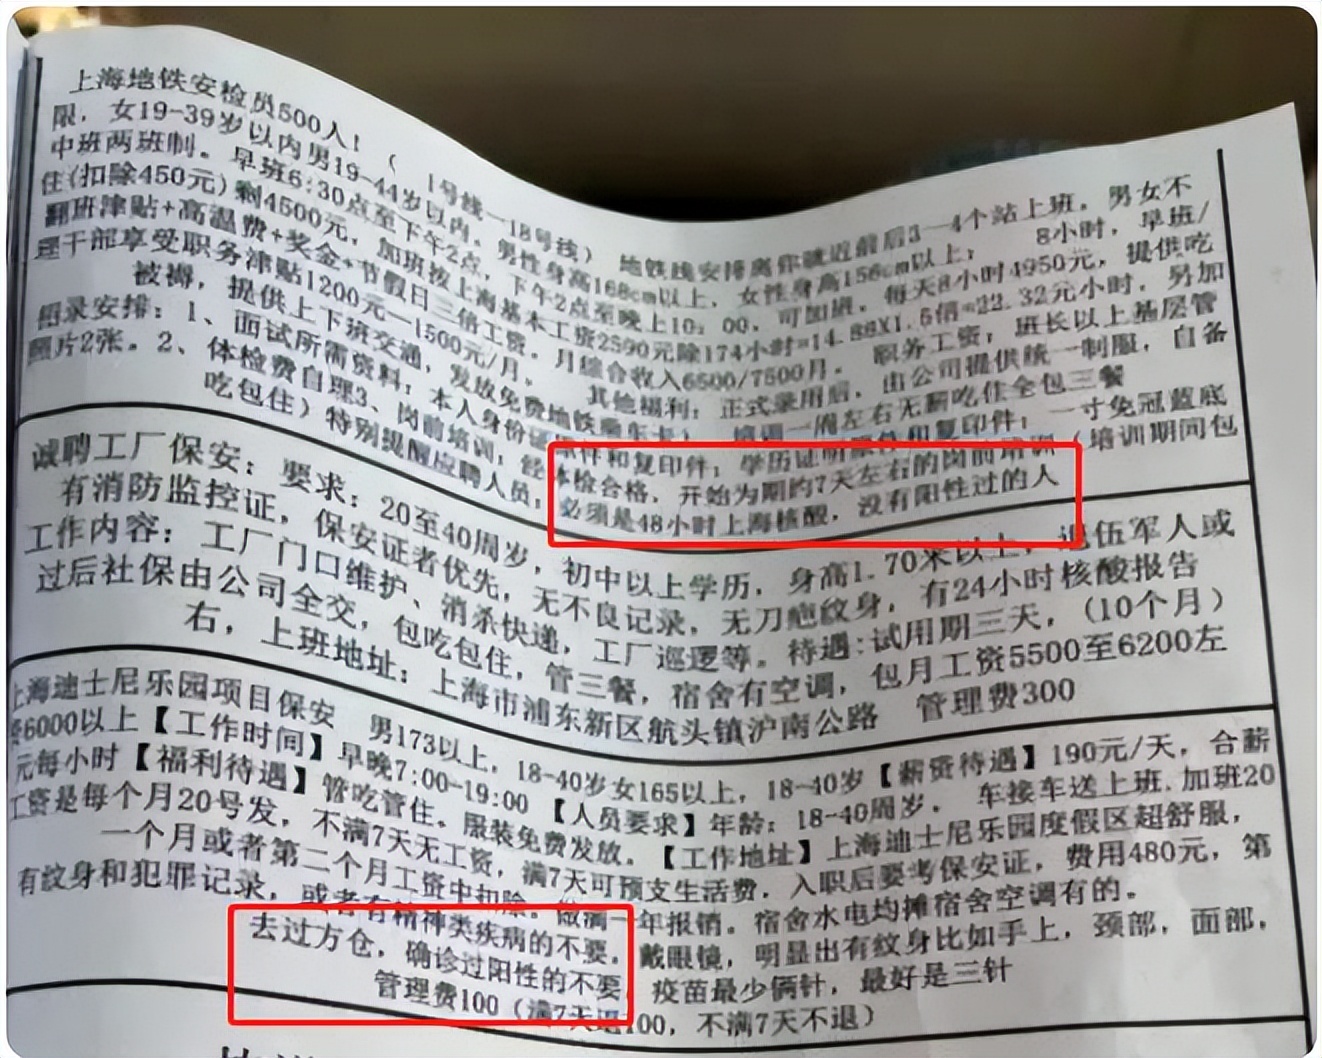 上海地铁安检员500人！（1号线—18号线）地铁线安排离你就近前后3—4个站上班。男女不
限，女19-39岁以内男19-44岁以内。男性身高168cm以上，女性身高156cm以上； 8小时，早班/
中班两班制。早班6:30点至下午2点，下午2点至晚上10：00，可加班，每天8小时4950元，提供吃
住(扣除450元)剩4500元，加班按上海基本工资2590元除174小时=14.88X1.5倍=22.32元小时，另加
翻班津贴+高温费+奖金+节假日三倍工资。月综合收入6500/7500月。 职务工资；班长以上基层管
理干部享受职务津贴1200元—1500元/月。 其他福利；正式录用后，由公司提供统一制服，自备
被褥，提供上下班交通，发放免费地铁乘车卡） 培训一周左右无薪吃住全包三餐
招录安排：1、面试所需资料；本人身份证原件和复印件；学历证明原件和复印件；一寸免冠蓝底
照片2张。2、体检费自理3、岗前培训；经体检合格，开始为期约7天左右的岗前培训（培训期间包
吃包住）特别提醒应聘人员；必须是48小时上海核酸，没有阳性过的人
诚聘工厂保安：要求：20至40周岁，初中以上学历，身高1.70米以上，退伍军人或
有消防监控证，保安证者优先，无不良记录，无刀疤纹身，有24小时核酸报告
工作内容：工厂门口维护、消杀快递，工厂巡逻等。待遇:试用期三天，(10个月)
过后社保由公司全交，包吃包住，管三餐，宿舍有空调，包月工资5500至6200左
右，上班地址：上海市浦东新区航头镇沪南公路 管理费300
上海迪士尼乐园项目保安 男173以上，18-40岁女165以上，18-40岁【薪资待遇】190元/天，合薪
资6000以上【工作时间】早晚7:00-19:00【人员要求】年龄：18-40周岁， 车接车送上班.加班20
元每小时【福利待遇】管吃管住。服装免费发放。【工作地址】上海迪士尼乐园度假区超舒服，
工资是每个月20号发，不满7天无工资，满7天可预支生活费，入职后要考保安证，费用480元，第
一个月或者第二个月工资中扣除。做满一年报销。宿舍水电均摊宿舍空调有的。
有纹身和犯罪记录，或者有精神类疾病的不要，戴眼镜，明显出有纹身比如手上，颈部，面部，
去过方仓，确诊过阳性的不要，疫苗最少俩针，最好是三针
管理费100（满7天退100，不满7天不退）